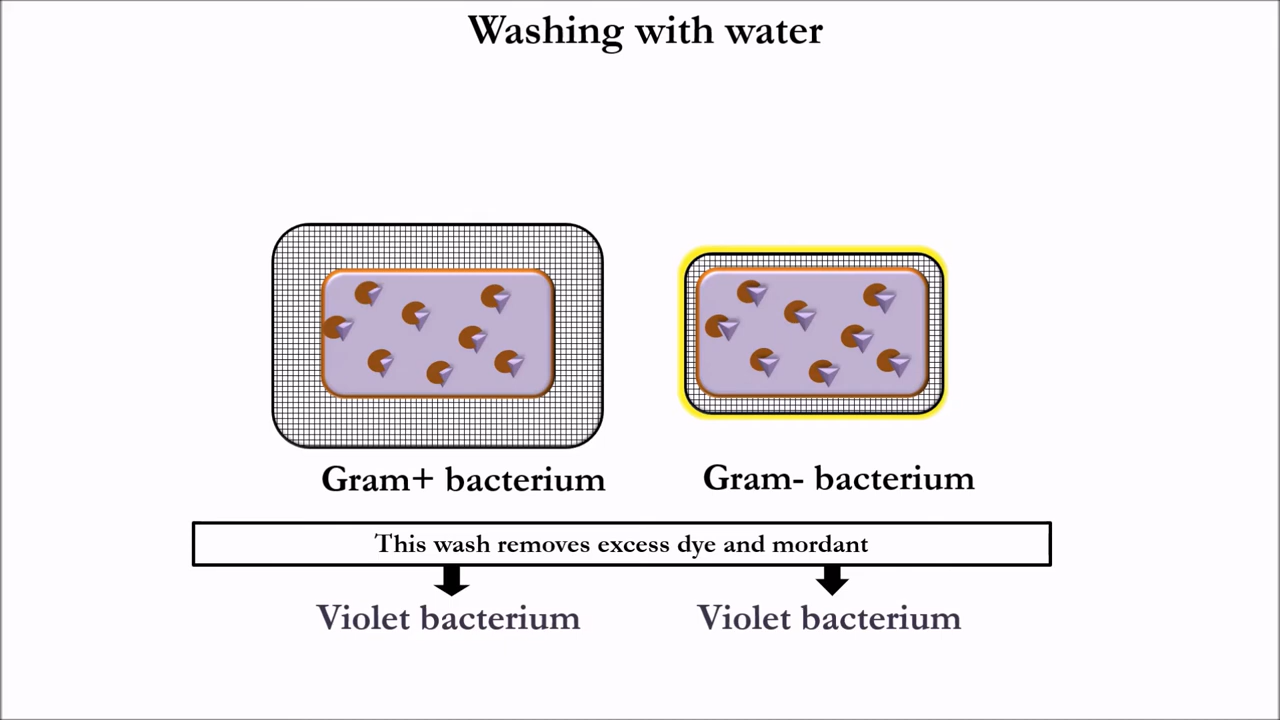 Washing with water
Gram+ bacterium
Gram- bacterium
This wash removes excess dye and mordant
Violet bacterium
Violet bacterium